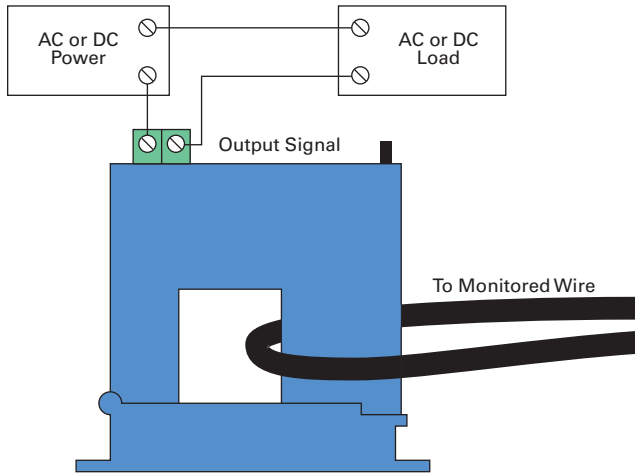 AC or DC
Power
AC or DC
Load
Output Signal
To Monitored Wire